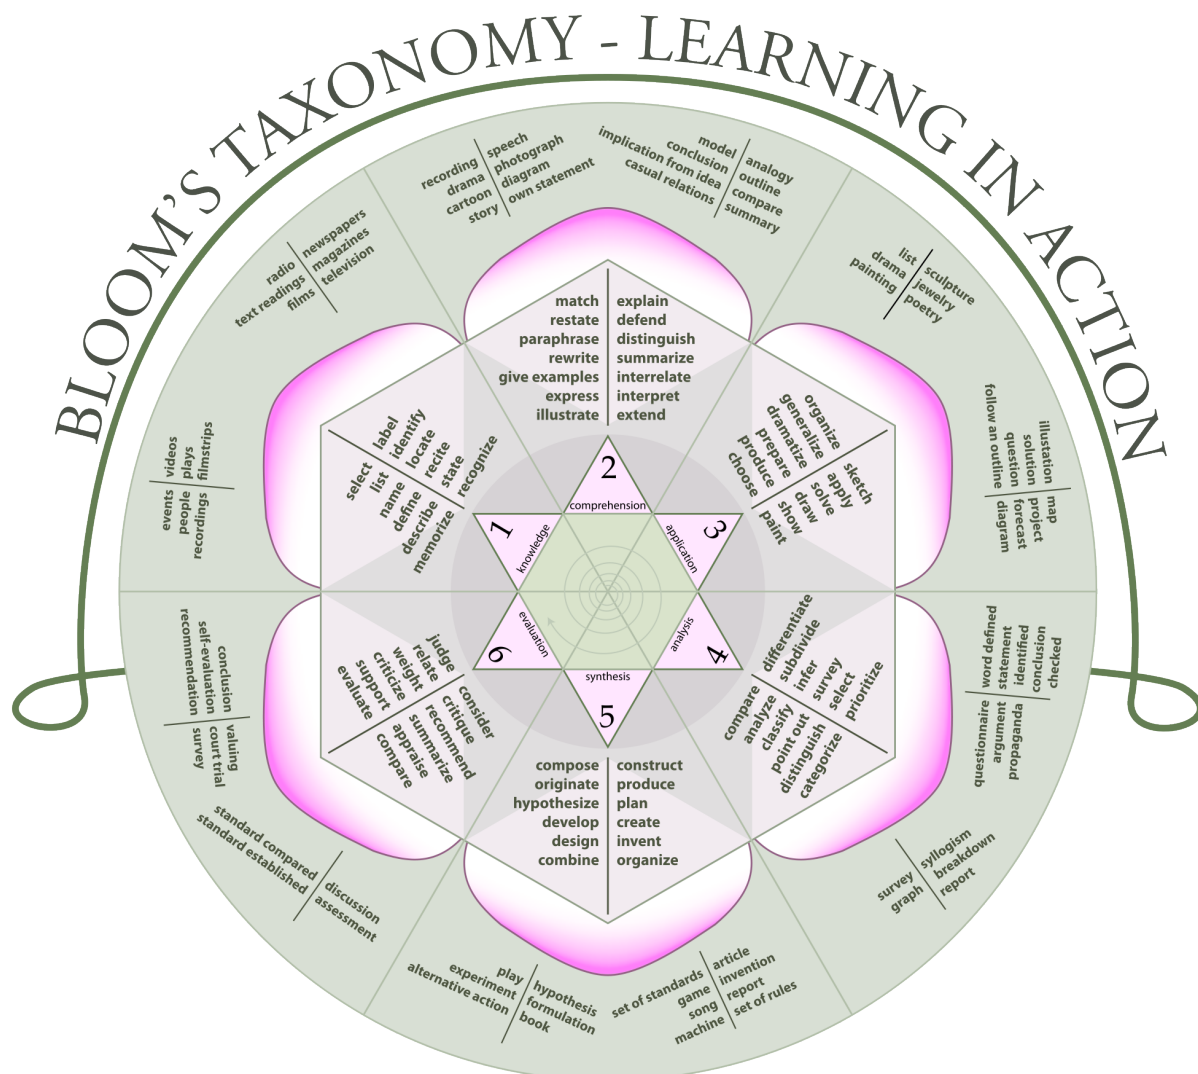 BLOOM’S TAXONOMY - LEARNING IN ACTION
1
knowledge
select
label
list
identify
name
locate
define
recite
describe
state
memorize
recognize
radio
text readings
films
newspapers
magazines
television
events
people
recordings
videos
plays
filmstrips
2
comprehension
match
restate
paraphrase
rewrite
give examples
express
illustrate
explain
defend
distinguish
summarize
interrelate
interpret
extend
recording
drama
cartoon
story
speech
photograph
diagram
own statement
model
conclusion
implication from idea
casual relations
analogy
outline
compare
summary
3
application
organize
generalize
dramatize
prepare
produce
choose
sketch
apply
solve
draw
show
paint
list
drama
painting
sculpture
jewelry
poetry
illustation
solution
question
follow an outline
map
project
forecast
diagram
4
analysis
compare
analyze
classify
point out
distinguish
categorize
differentiate
subdivide
infer
survey
select
prioritize
word defined
statement
identified
conclusion
checked
questionnaire
argument
propaganda
survey
graph
syllogism
breakdown
report
5
synthesis
compose
originate
hypothesize
develop
design
combine
construct
produce
plan
create
invent
organize
set of standards
game
song
machine
article
invention
report
set of rules
play
experiment
alternative action
hypothesis
formulation
book
6
evaluation
judge
relate
weight
criticize
support
evaluate
consider
critique
recommend
summarize
appraise
compare
standard compared
standard established
discussion
assessment
conclusion
self-evaluation
recommendation
valuing
court trial
survey